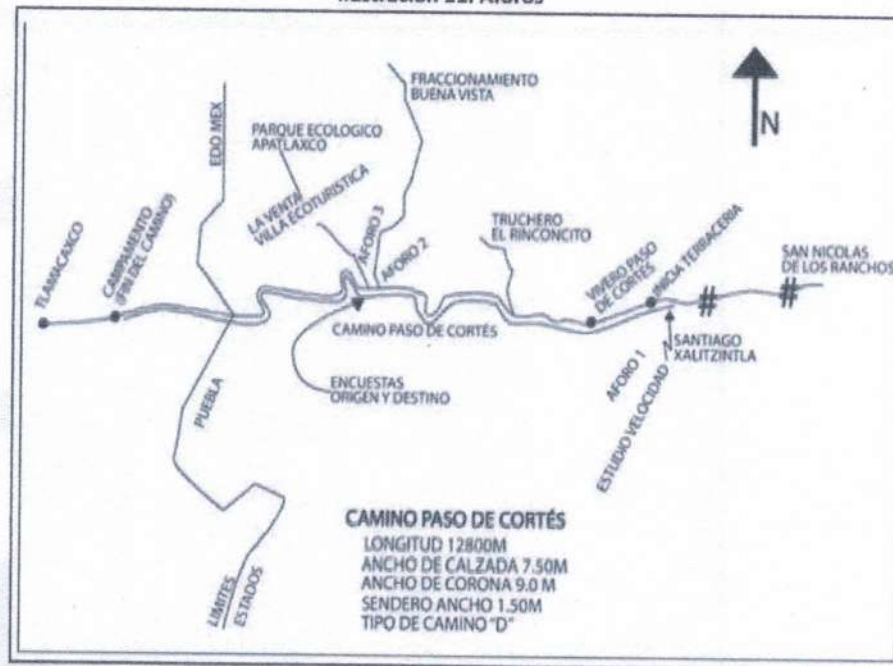 FRACCIONAMIENTO
BUENA VISTA
EDO MEX
PARQUE ECOLOGICO
APATLAXCO
LA VENTA
VILLA ECOTURISTICA
AFORO 3
AFORO 2
N
TRUCHERO
EL RINCONCITO
TLAMACAXCO
CAMPAMENTO
(FIN DEL CAMINO)
VIVERO PASO
DE CORTES
INICIA TERRACERIA
SAN NICOLAS
DE LOS RANCHOS
#
#
CAMINO PASO DE CORTÉS
SANTIAGO
XALITZINTLA
AFORO 1
ESTUDIO VELOCIDAD
ENCUESTAS
ORIGEN Y DESTINO
PUEBLA
LIMITES
ESTADOS
CAMINO PASO DE CORTÉS
LONGITUD 12800M
ANCHO DE CALZADA 7.50M
ANCHO DE CORONA 9.0 M
SENDERO ANCHO 1.50M
TIPO DE CAMINO "D"